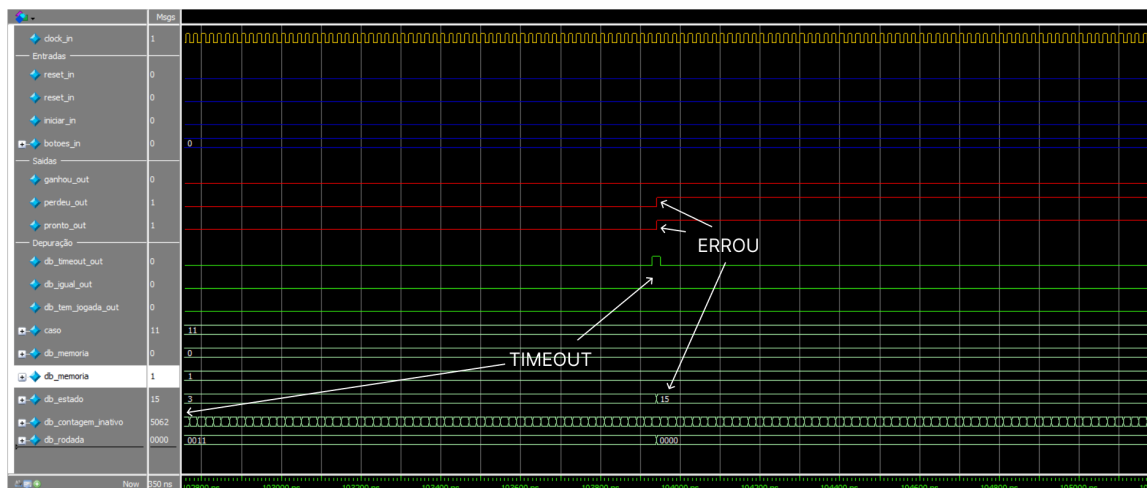 Msgs
clock_in 1
Entradas
reset_in 0
reset_in 0
iniciar_in 0
botoes_in 0 0
Saidas
ganhou_out 0
perdeu_out 1
pronto_out 1
ERROU
Depuração
db_timeout_out 0
db_igual_out 0
db_tem_jogada_out 0
caso 11 11
db_memoria 0 0
TIMEOUT
db_memoria 1 1
db_estado 15 3 15
db_contagem_inativo 5062
db_rodada 0000 0011 0000
Now 350 ns